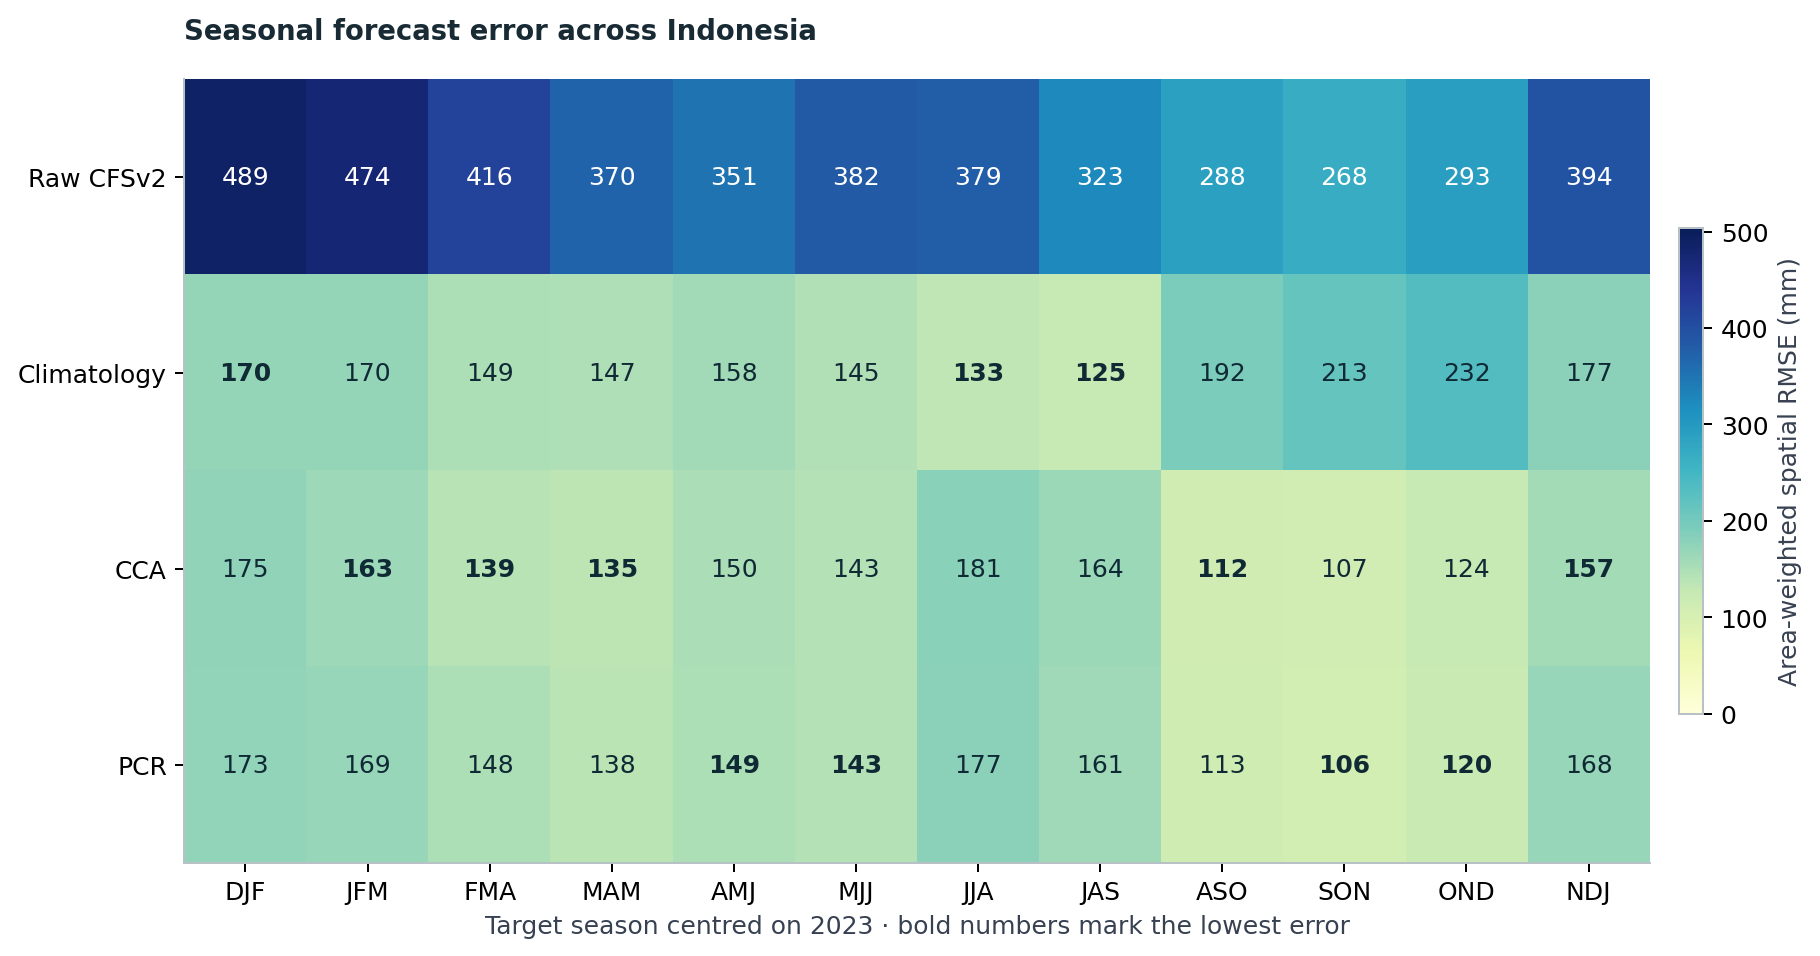 Seasonal forecast error across Indonesia
Raw CFSv2 489 474 416 370 351 382 379 323 288 268 293 394
Climatology 170 170 149 147 158 145 133 125 192 213 232 177
CCA 175 163 139 135 150 143 181 164 112 107 124 157
PCR 173 169 148 138 149 143 177 161 113 106 120 168
DJF JFM FMA MAM AMJ MJJ JJA JAS ASO SON OND NDJ
Target season centred on 2023 · bold numbers mark the lowest error
500
400
300
200
100
0
Area-weighted spatial RMSE (mm)